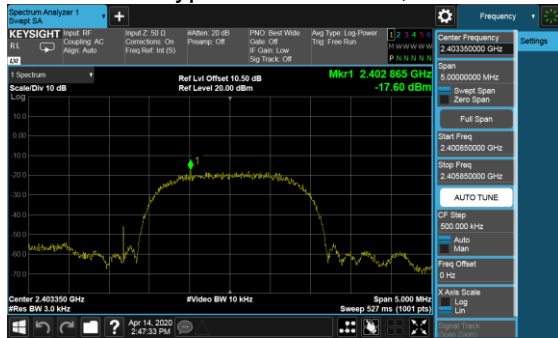 Spectrum Analyzer 1
Swept SA
Frequency
KEYSIGHT
Input: RF
Coupling: AC
Align: Auto
Input Z: 50 Ω
Corrections: On
Freq Ref: Int (S)
#Atten: 20 dB
Preamp: Off
PNO: Best Wide
Gate: Off
IF Gain: Low
Sig Track: Off
Avg Type: Log-Power
Trig: Free Run
1 2 3 4 5 6
M W W W W W
P N N N N N
RL
LXI
Center Frequency
2.403350000 GHz
Settings
Span
5.00000000 MHz
Swept Span
Zero Span
Full Span
Start Freq
2.400850000 GHz
Stop Freq
2.405850000 GHz
AUTO TUNE
CF Step
500.000 kHz
Auto
Man
Freq Offset
0 Hz
X Axis Scale
Log
Lin
Signal Track
(Span Zoom)
1 Spectrum
Scale/Div 10 dB
Log
Ref Lvl Offset 10.50 dB
Ref Level 20.00 dBm
Mkr1 2.402 865 GHz
-17.60 dBm
10.0
0.00
-10.0
-20.0
-30.0
-40.0
-50.0
-60.0
-70.0
1
Center 2.403350 GHz
#Res BW 3.0 kHz
#Video BW 10 kHz
Span 5.000 MHz
Sweep 527 ms (1001 pts)
Apr 14, 2020
2:47:33 PM